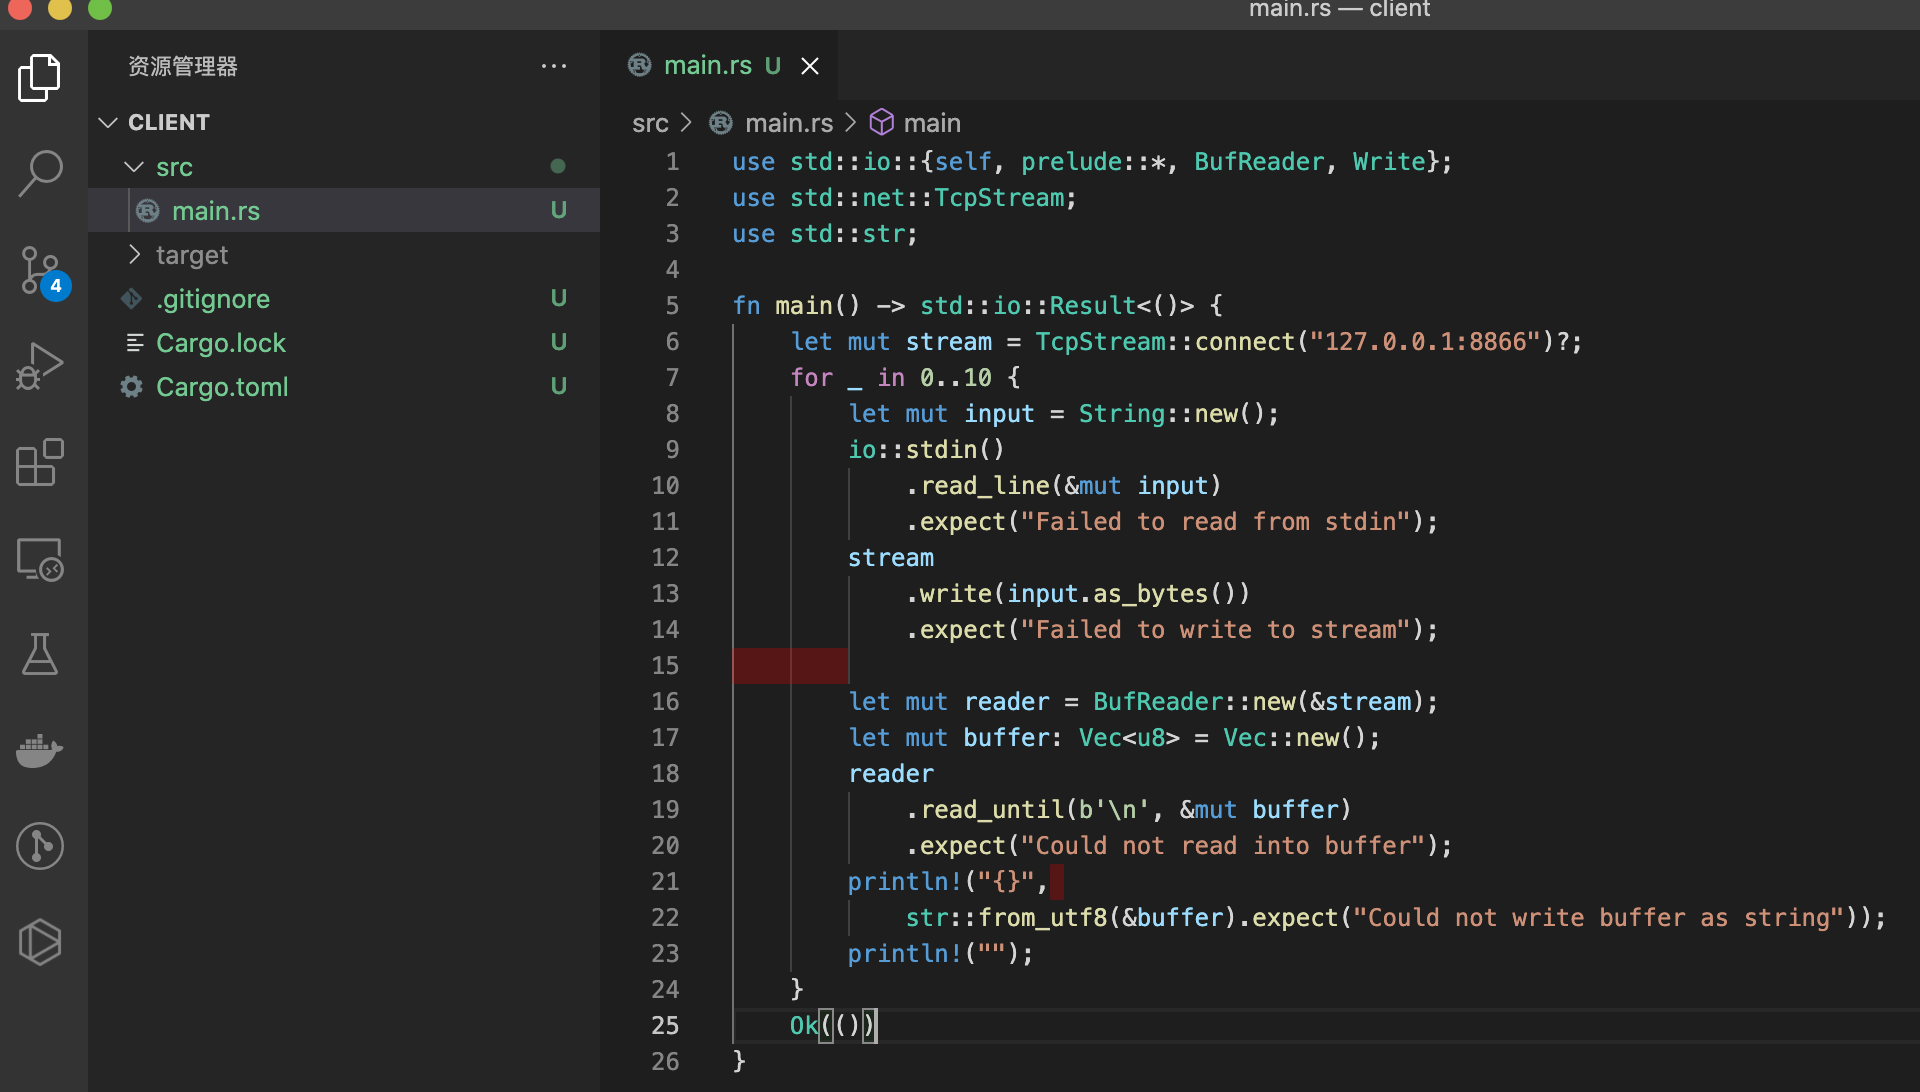 main.rs — client
资源管理器
main.rs U
CLIENT
src > main.rs > main
src
main.rs U
target
.gitignore U
Cargo.lock U
Cargo.toml U
4
1 use std::io::{self, prelude::*, BufReader, Write};
2 use std::net::TcpStream;
3 use std::str;
4
5 fn main() -> std::io::Result<()> {
6 let mut stream = TcpStream::connect("127.0.0.1:8866")?;
7 for _ in 0..10 {
8 let mut input = String::new();
9 io::stdin()
10 .read_line(&mut input)
11 .expect("Failed to read from stdin");
12 stream
13 .write(input.as_bytes())
14 .expect("Failed to write to stream");
15
16 let mut reader = BufReader::new(&stream);
17 let mut buffer: Vec<u8> = Vec::new();
18 reader
19 .read_until(b'\n', &mut buffer)
20 .expect("Could not read into buffer");
21 println!("{}",
22 str::from_utf8(&buffer).expect("Could not write buffer as string"));
23 println!("");
24 }
25 Ok(())
26 }